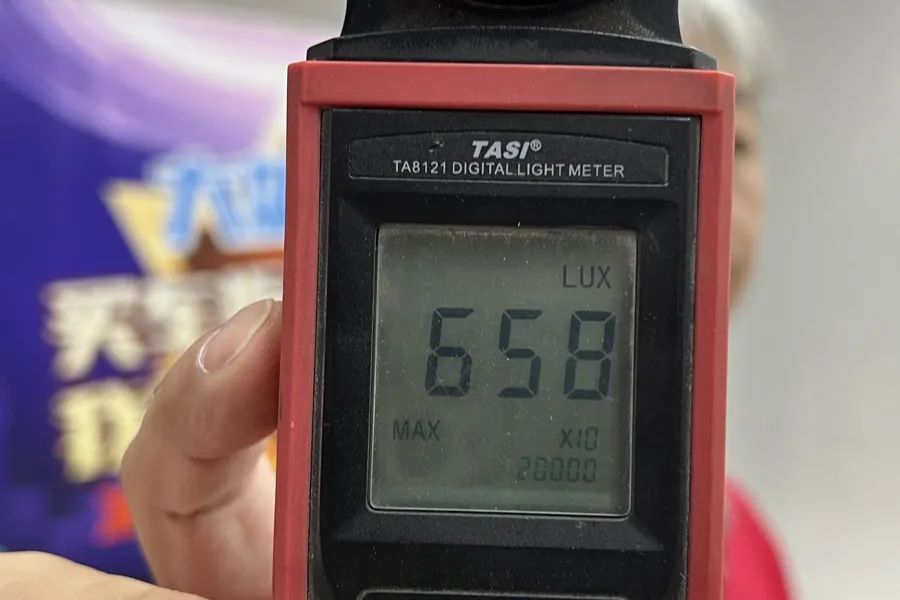 TASI®
TA8121 DIGITAL LIGHT METER
LUX
658
MAX
X10
20000